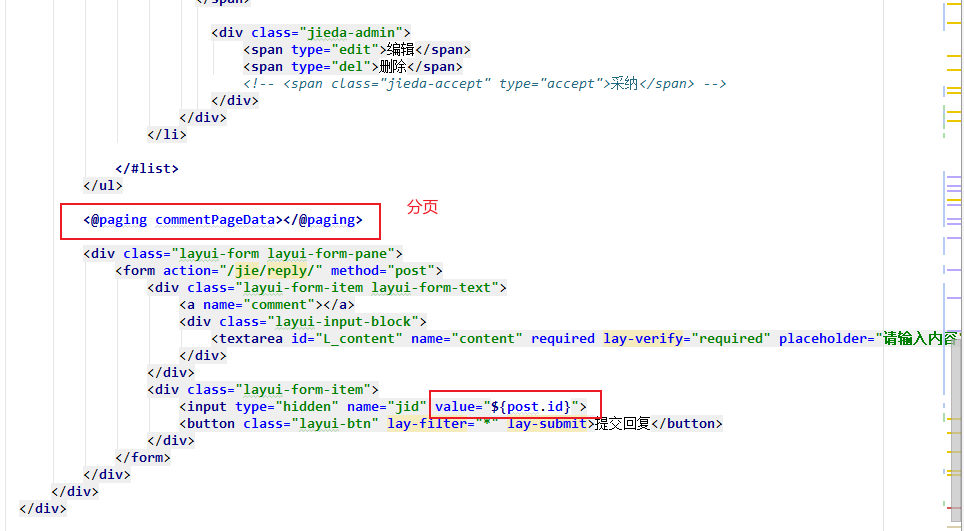 </span>
<div class="jieda-admin">
<span type="edit">编辑</span>
<span type="del">删除</span>
<!-- <span class="jieda-accept" type="accept">采纳</span> -->
</div>
</div>
</li>
</#list>
</ul>
<@paging commentPageData></@paging>
分页
<div class="layui-form layui-form-pane">
<form action="/jie/reply/" method="post">
<div class="layui-form-item layui-form-text">
<a name="comment"></a>
<div class="layui-input-block">
<textarea id="L_content" name="content" required lay-verify="required" placeholder="请输入内容"
</div>
</div>
<div class="layui-form-item">
<input type="hidden" name="jid" value="${post.id}">
<button class="layui-btn" lay-filter="*" lay-submit>提交回复</button>
</div>
</form>
</div>
</div>
</div>